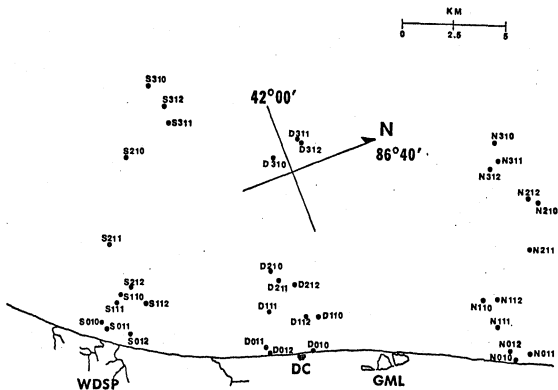 KM
0 2.5 5
S310
S312
S311
S210
42°00'
N
86°40'
D311
D312
D310
N310
N311
N312
N212
N210
S211
N211
D210
D211
D212
S212
S110
S111
S112
D111
D112
D110
N110
N112
N111
S010
S011
S012
D011
D012
D010
N012
N010
N011
WDSP
DC
GML